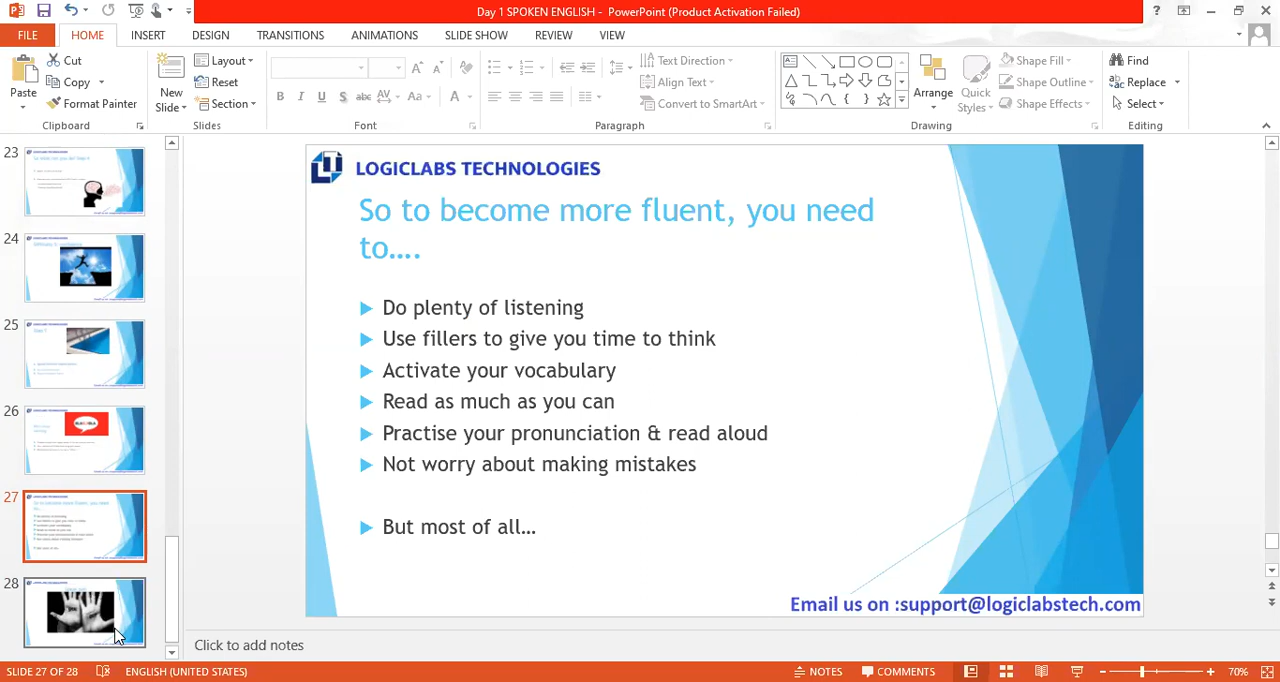 Day 1 SPOKEN ENGLISH - PowerPoint (Product Activation Failed)
FILE HOME INSERT DESIGN TRANSITIONS ANIMATIONS SLIDE SHOW REVIEW VIEW
Paste
Cut
Copy
Format Painter
Clipboard
New
Slide
Layout
Reset
Section
Slides
B I U S abc AV Aa A
Font
Text Direction
Align Text
Convert to SmartArt
Paragraph
Arrange
Quick
Styles
Shape Fill
Shape Outline
Shape Effects
Drawing
Find
Replace
Select
Editing
23
24
25
26
27
28
LOGICLABS TECHNOLOGIES
So to become more fluent, you need
to....
Do plenty of listening
Use fillers to give you time to think
Activate your vocabulary
Read as much as you can
Practise your pronunciation & read aloud
Not worry about making mistakes
But most of all…
Email us on :support@logiclabstech.com
Click to add notes
SLIDE 27 OF 28 ENGLISH (UNITED STATES) NOTES COMMENTS 70%